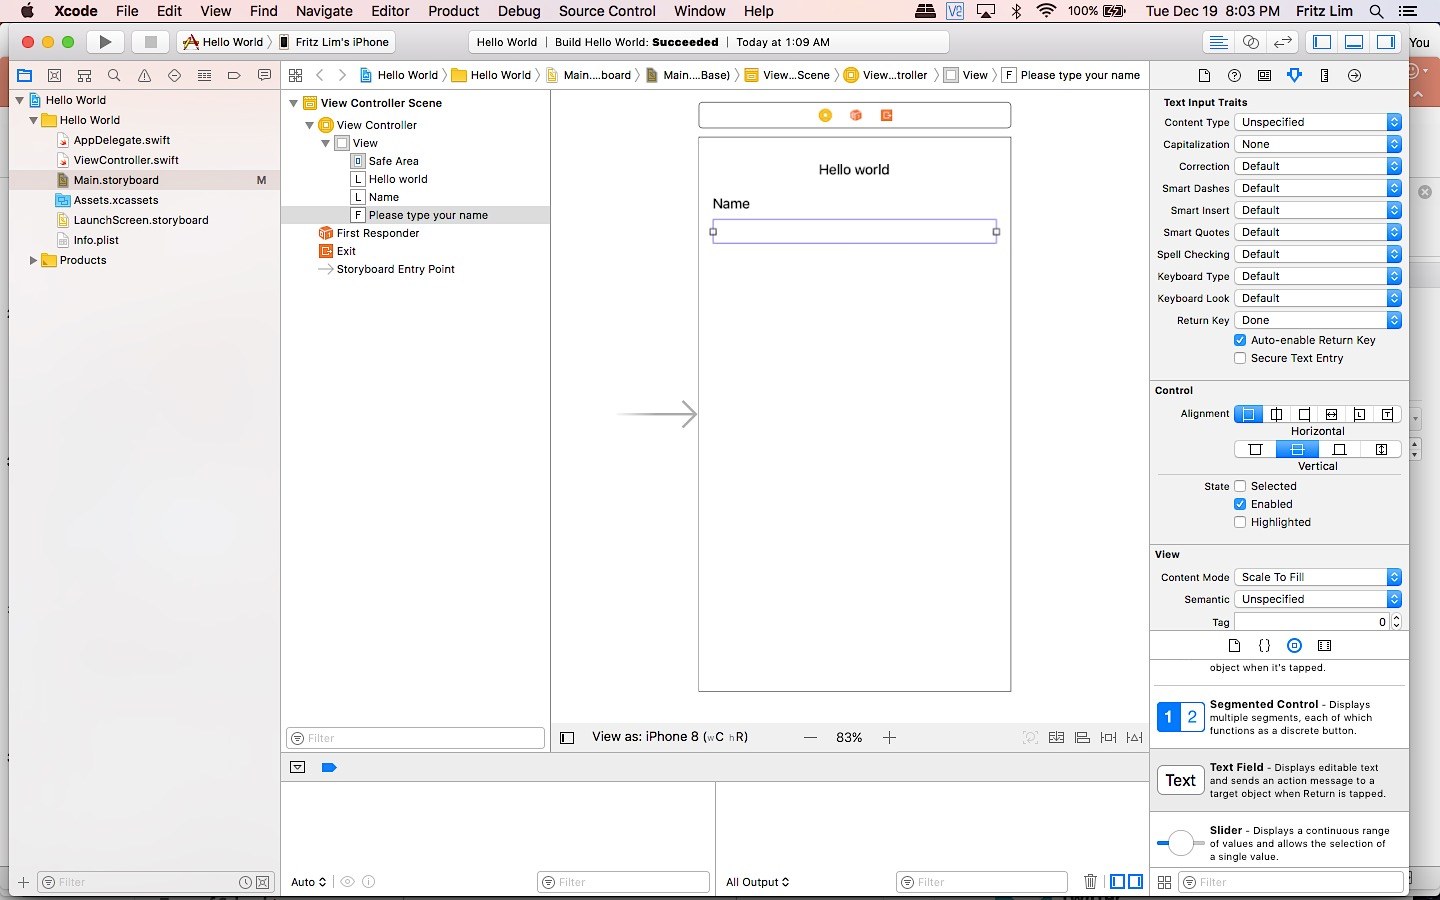 Xcode File Edit View Find Navigate Editor Product Debug Source Control Window Help 100% Tue Dec 19 8:03 PM Fritz Lim
Hello World Fritz Lim's iPhone Hello World | Build Hello World: Succeeded | Today at 1:09 AM You
Hello World Hello World Main....board Main....Base) View...Scene View...troller View F Please type your name
Hello World
Hello World
AppDelegate.swift
ViewController.swift
Main.storyboard M
Assets.xcassets
LaunchScreen.storyboard
Info.plist
Products
Filter
View Controller Scene
View Controller
View
Safe Area
L Hello world
L Name
F Please type your name
First Responder
Exit
Storyboard Entry Point
Filter
Hello world
Name
View as: iPhone 8 (wC hR) — 83% +
Auto
Filter
All Output
Filter
Text Input Traits
Content Type Unspecified
Capitalization None
Correction Default
Smart Dashes Default
Smart Insert Default
Smart Quotes Default
Spell Checking Default
Keyboard Type Default
Keyboard Look Default
Return Key Done
Auto-enable Return Key
Secure Text Entry
Control
Alignment
Horizontal
Vertical
State Selected
Enabled
Highlighted
View
Content Mode Scale To Fill
Semantic Unspecified
Tag 0
{}
object when it's tapped.
1 2
Segmented Control - Displays
multiple segments, each of which
functions as a discrete button.
Text
Text Field - Displays editable text
and sends an action message to a
target object when Return is tapped.
Slider - Displays a continuous range
of values and allows the selection of
a single value.
Filter